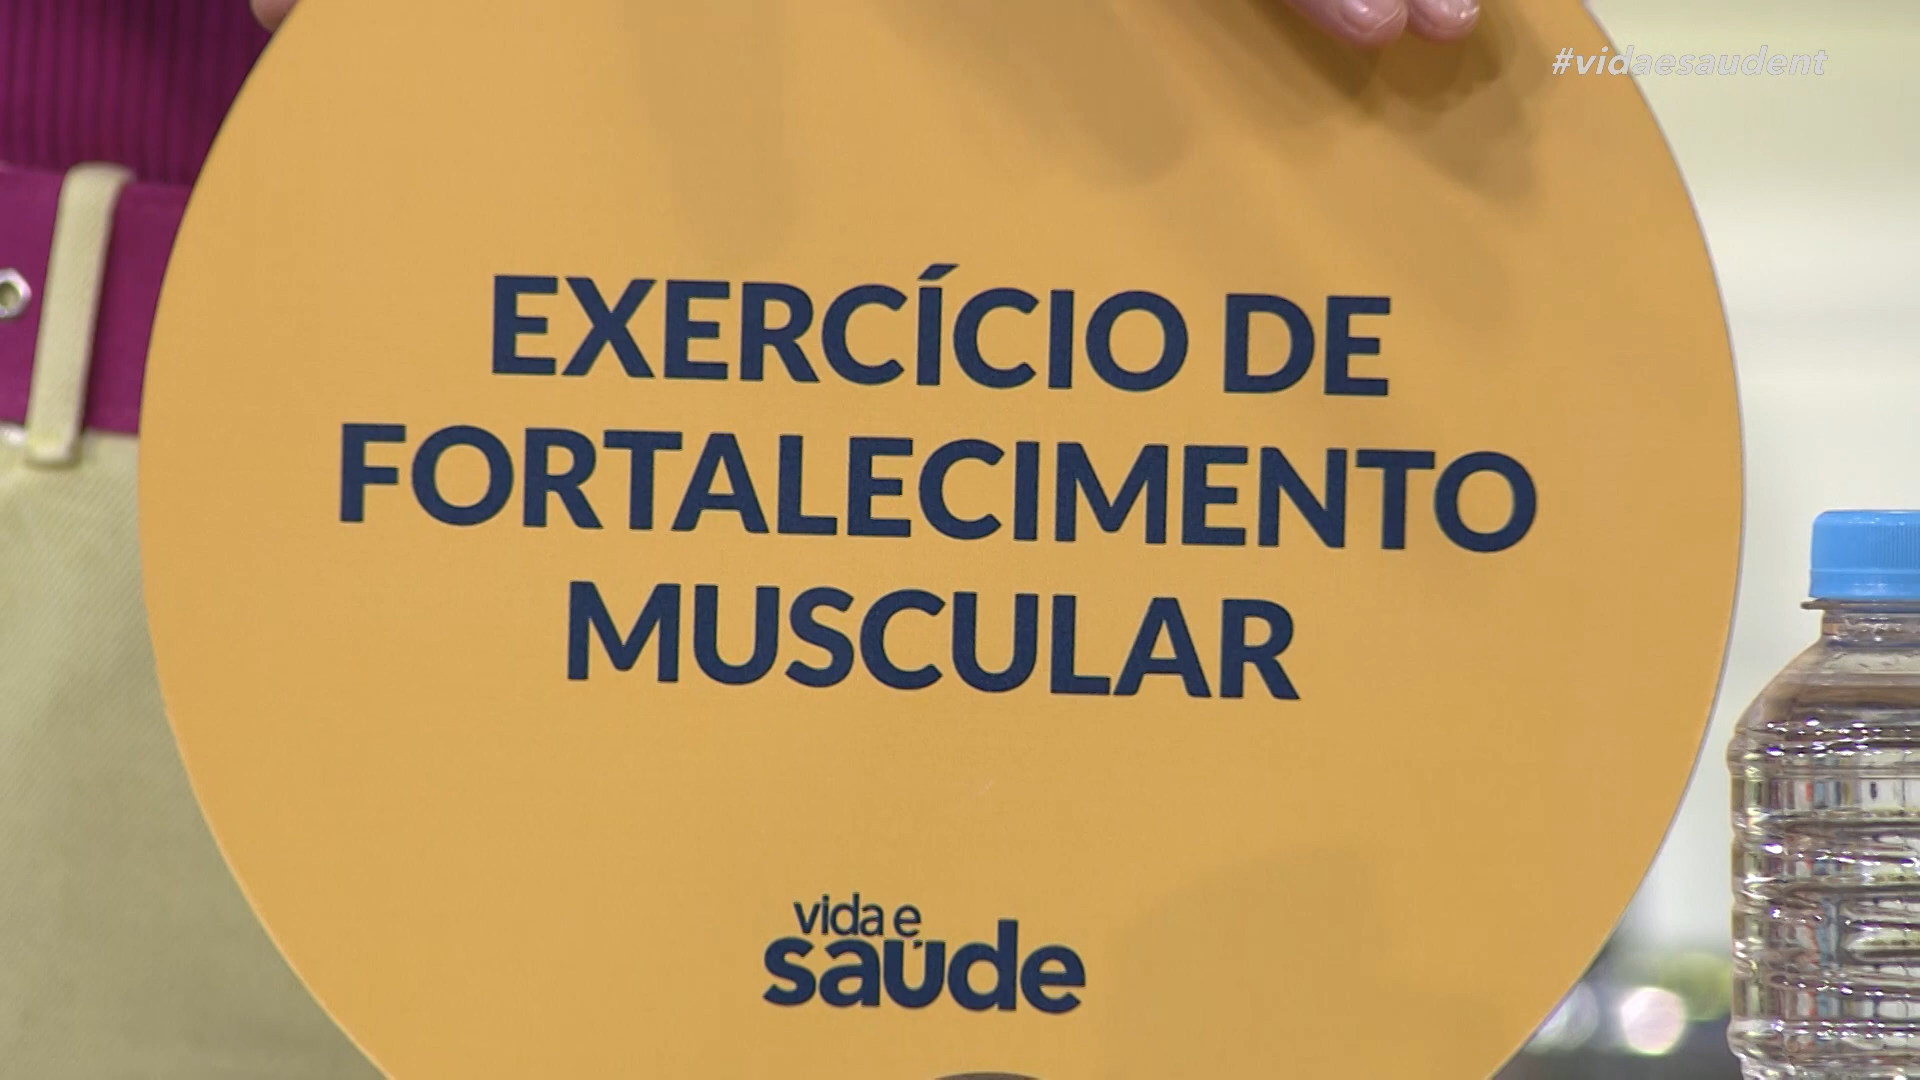 #vidaesaudent
EXERCÍCIO DE
FORTALECIMENTO
MUSCULAR
vida e
saúde